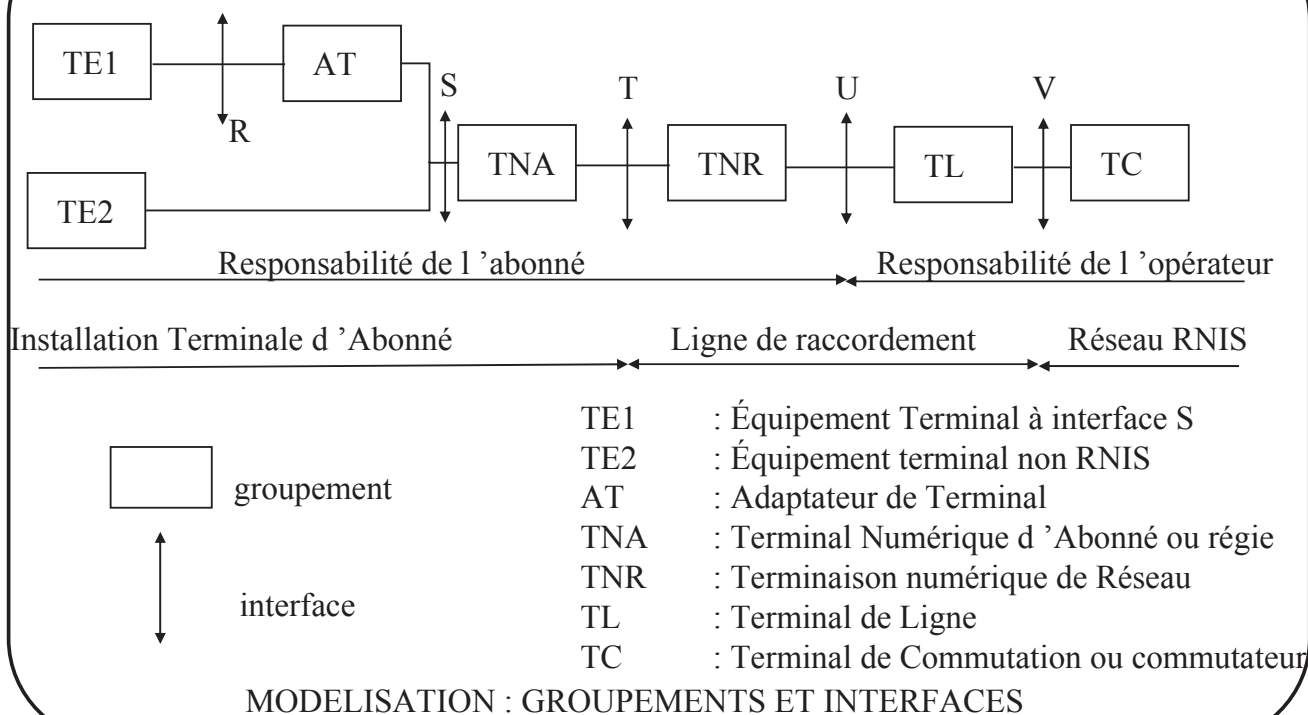 TE1
AT
R
S
T
U
V
TNA
TNR
TL
TC
TE2
Responsabilité de l ’abonné
Responsabilité de l ’opérateur
Installation Terminale d ’Abonné
Ligne de raccordement
Réseau RNIS
TE1 : Équipement Terminal à interface S
TE2 : Équipement terminal non RNIS
AT : Adaptateur de Terminal
TNA : Terminal Numérique d ’Abonné ou régie
TNR : Terminaison numérique de Réseau
TL : Terminal de Ligne
TC : Terminal de Commutation ou commutateur
groupement
interface
MODELISATION : GROUPEMENTS ET INTERFACES